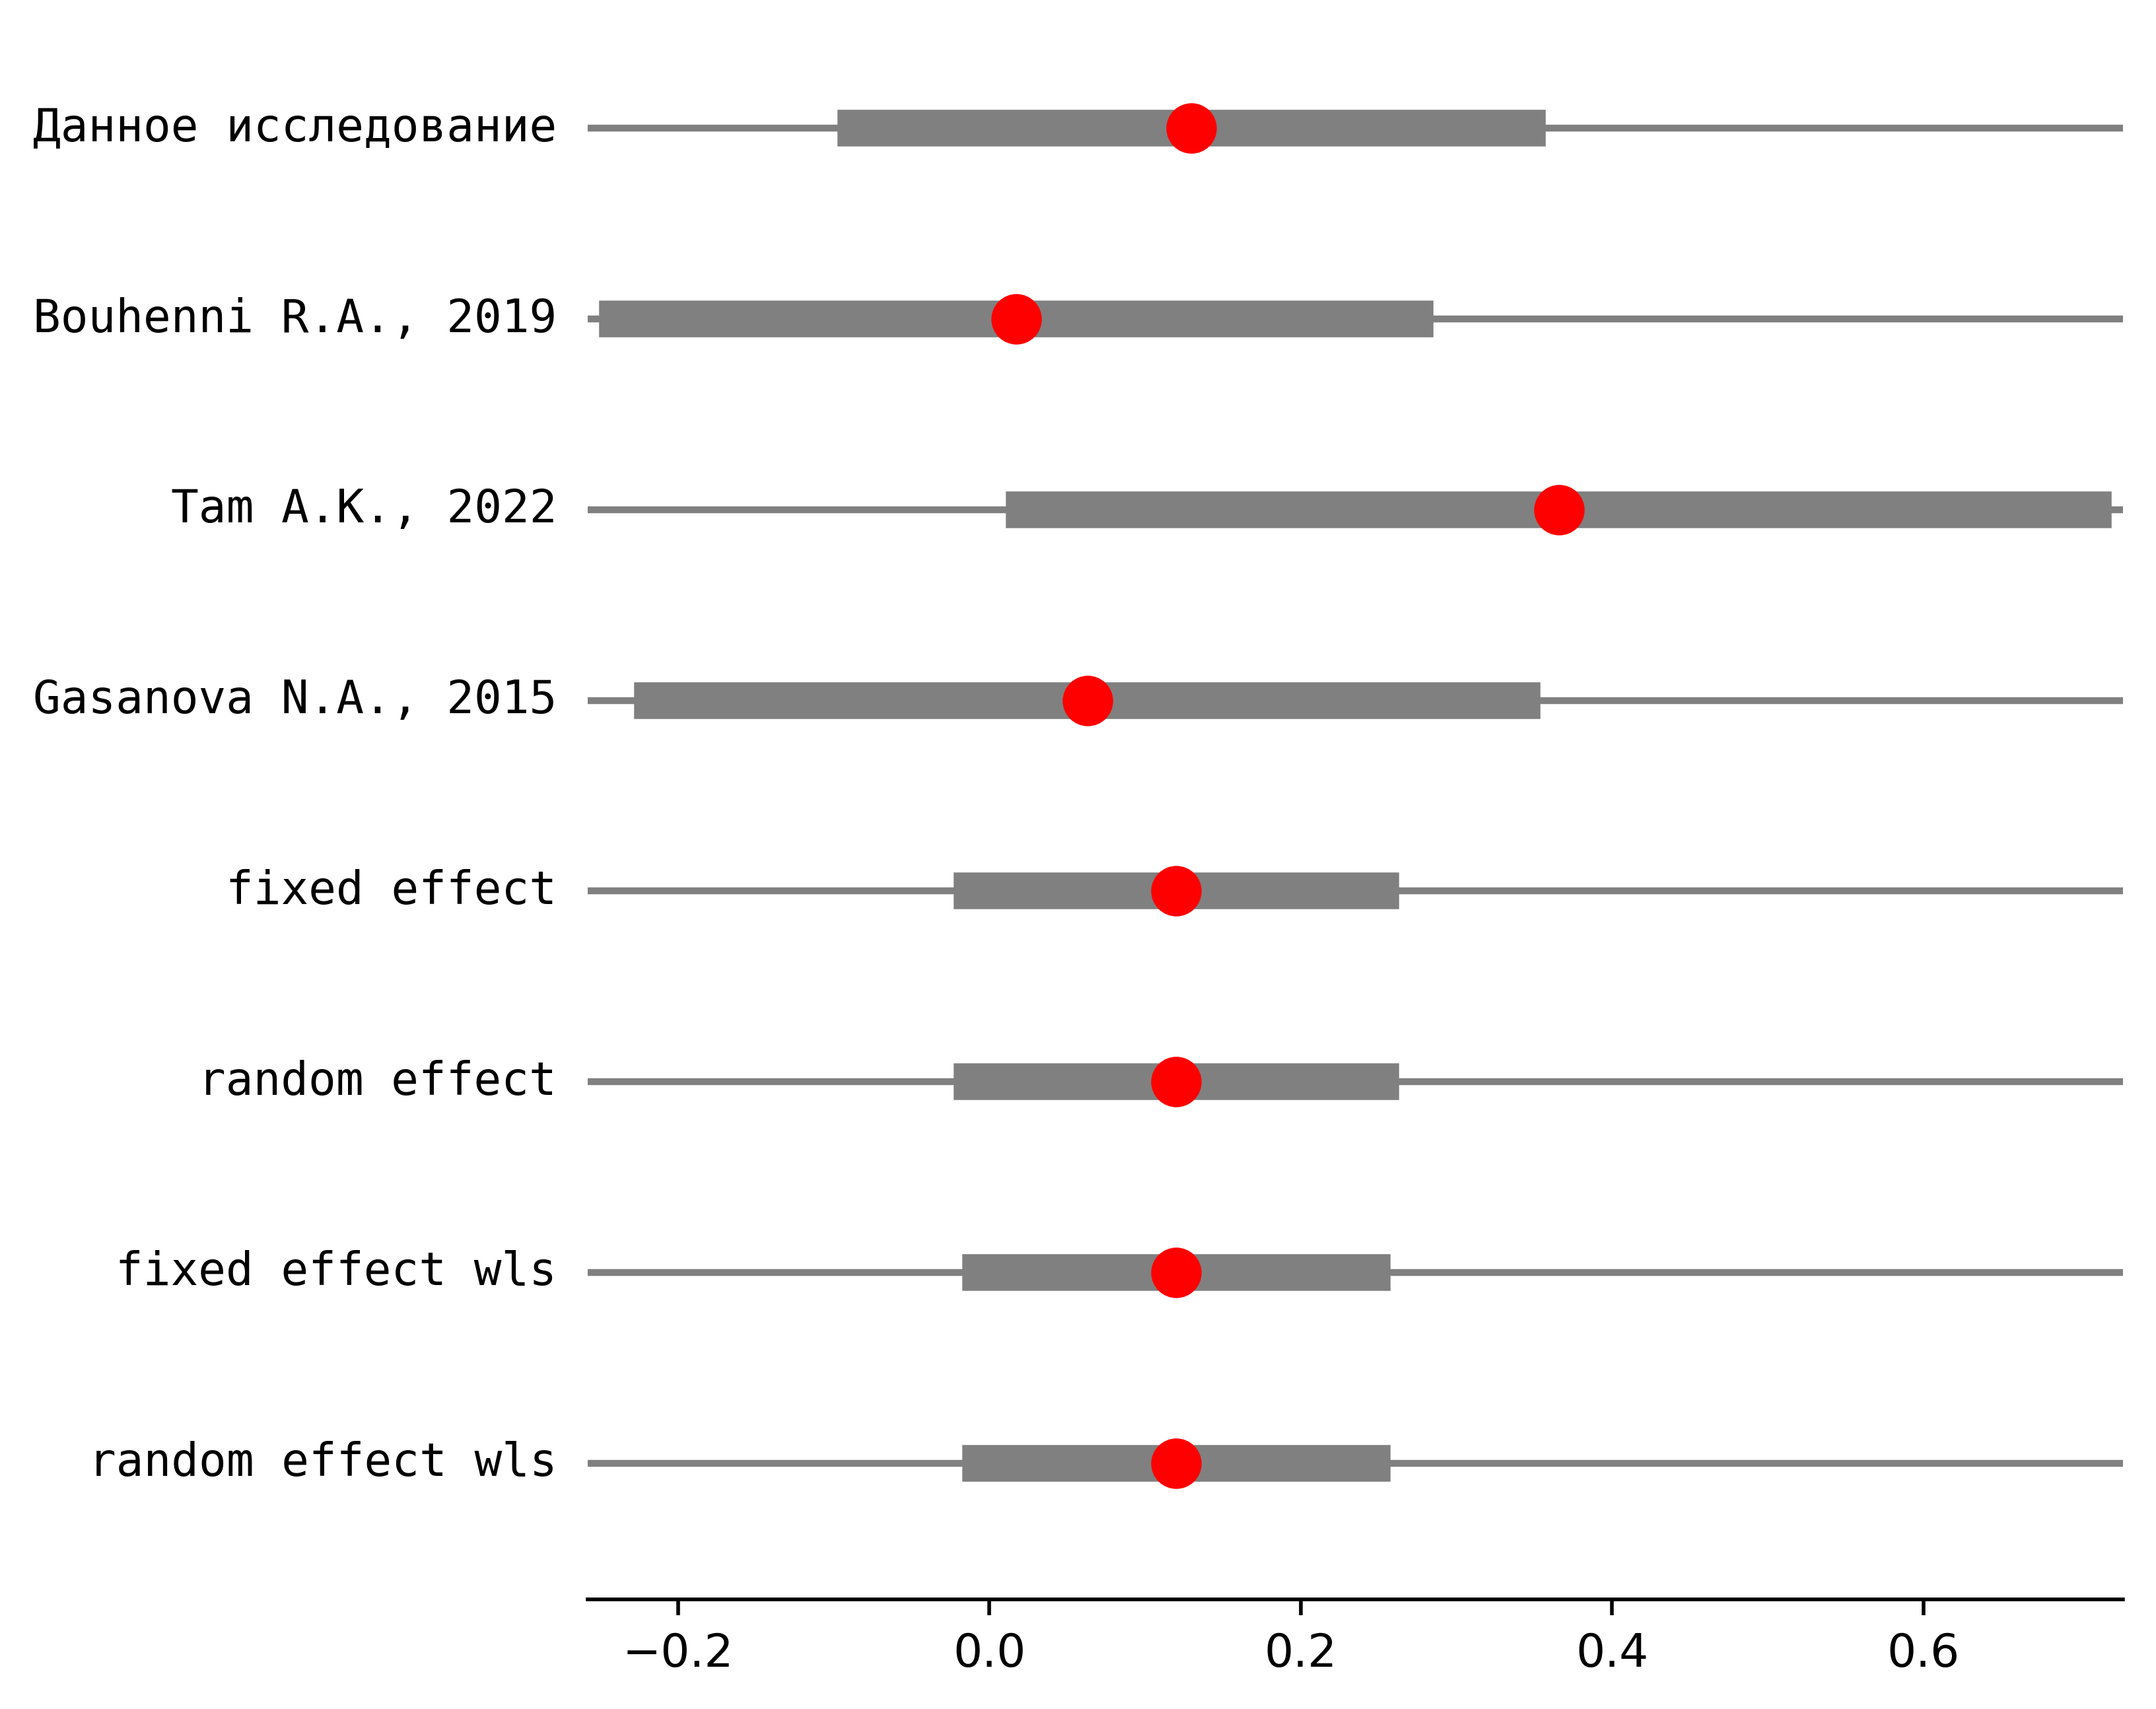 Данное исследование
Bouhenni R.A., 2019
Tam A.K., 2022
Gasanova N.A., 2015
fixed effect
random effect
fixed effect wls
random effect wls
−0.2 0.0 0.2 0.4 0.6